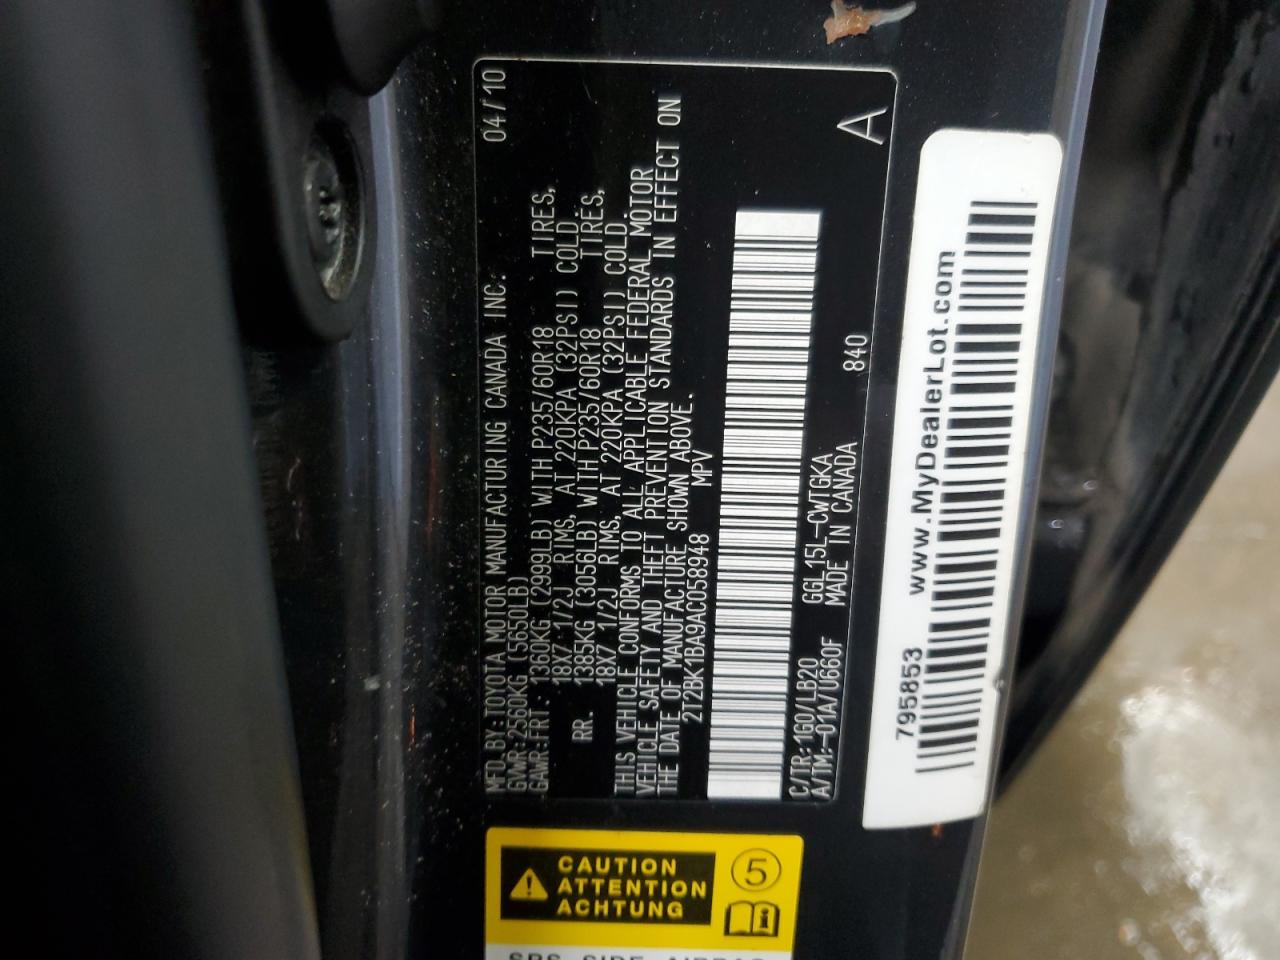 MFD.BY:TOYOTA MOTOR MANUFACTURING CANADA INC. 04/10
GVWR:2560KG (5650LB)
GAWR:FRT. 1360KG (2999LB) WITH P235/60R18 TIRES,
18X7 1/2J RIMS, AT 220KPA (32PSI) COLD.
RR. 1385KG (3056LB) WITH P235/60R18 TIRES,
18X7 1/2J RIMS, AT 220KPA (32PSI) COLD.
THIS VEHICLE CONFORMS TO ALL APPLICABLE FEDERAL MOTOR
VEHICLE SAFETY AND THEFT PREVENTION STANDARDS IN EFFECT ON
THE DATE OF MANUFACTURE SHOWN ABOVE.
2T2BK1BA9AC058948 MPV
C/TR:1G0/LB20 GGL15L-CWTGKA 840
A/TM:-01A/U660F MADE IN CANADA
A
795853 www.MyDealerLot.com
CAUTION
ATTENTION
ACHTUNG
5
SRS SIDE AIRBAG